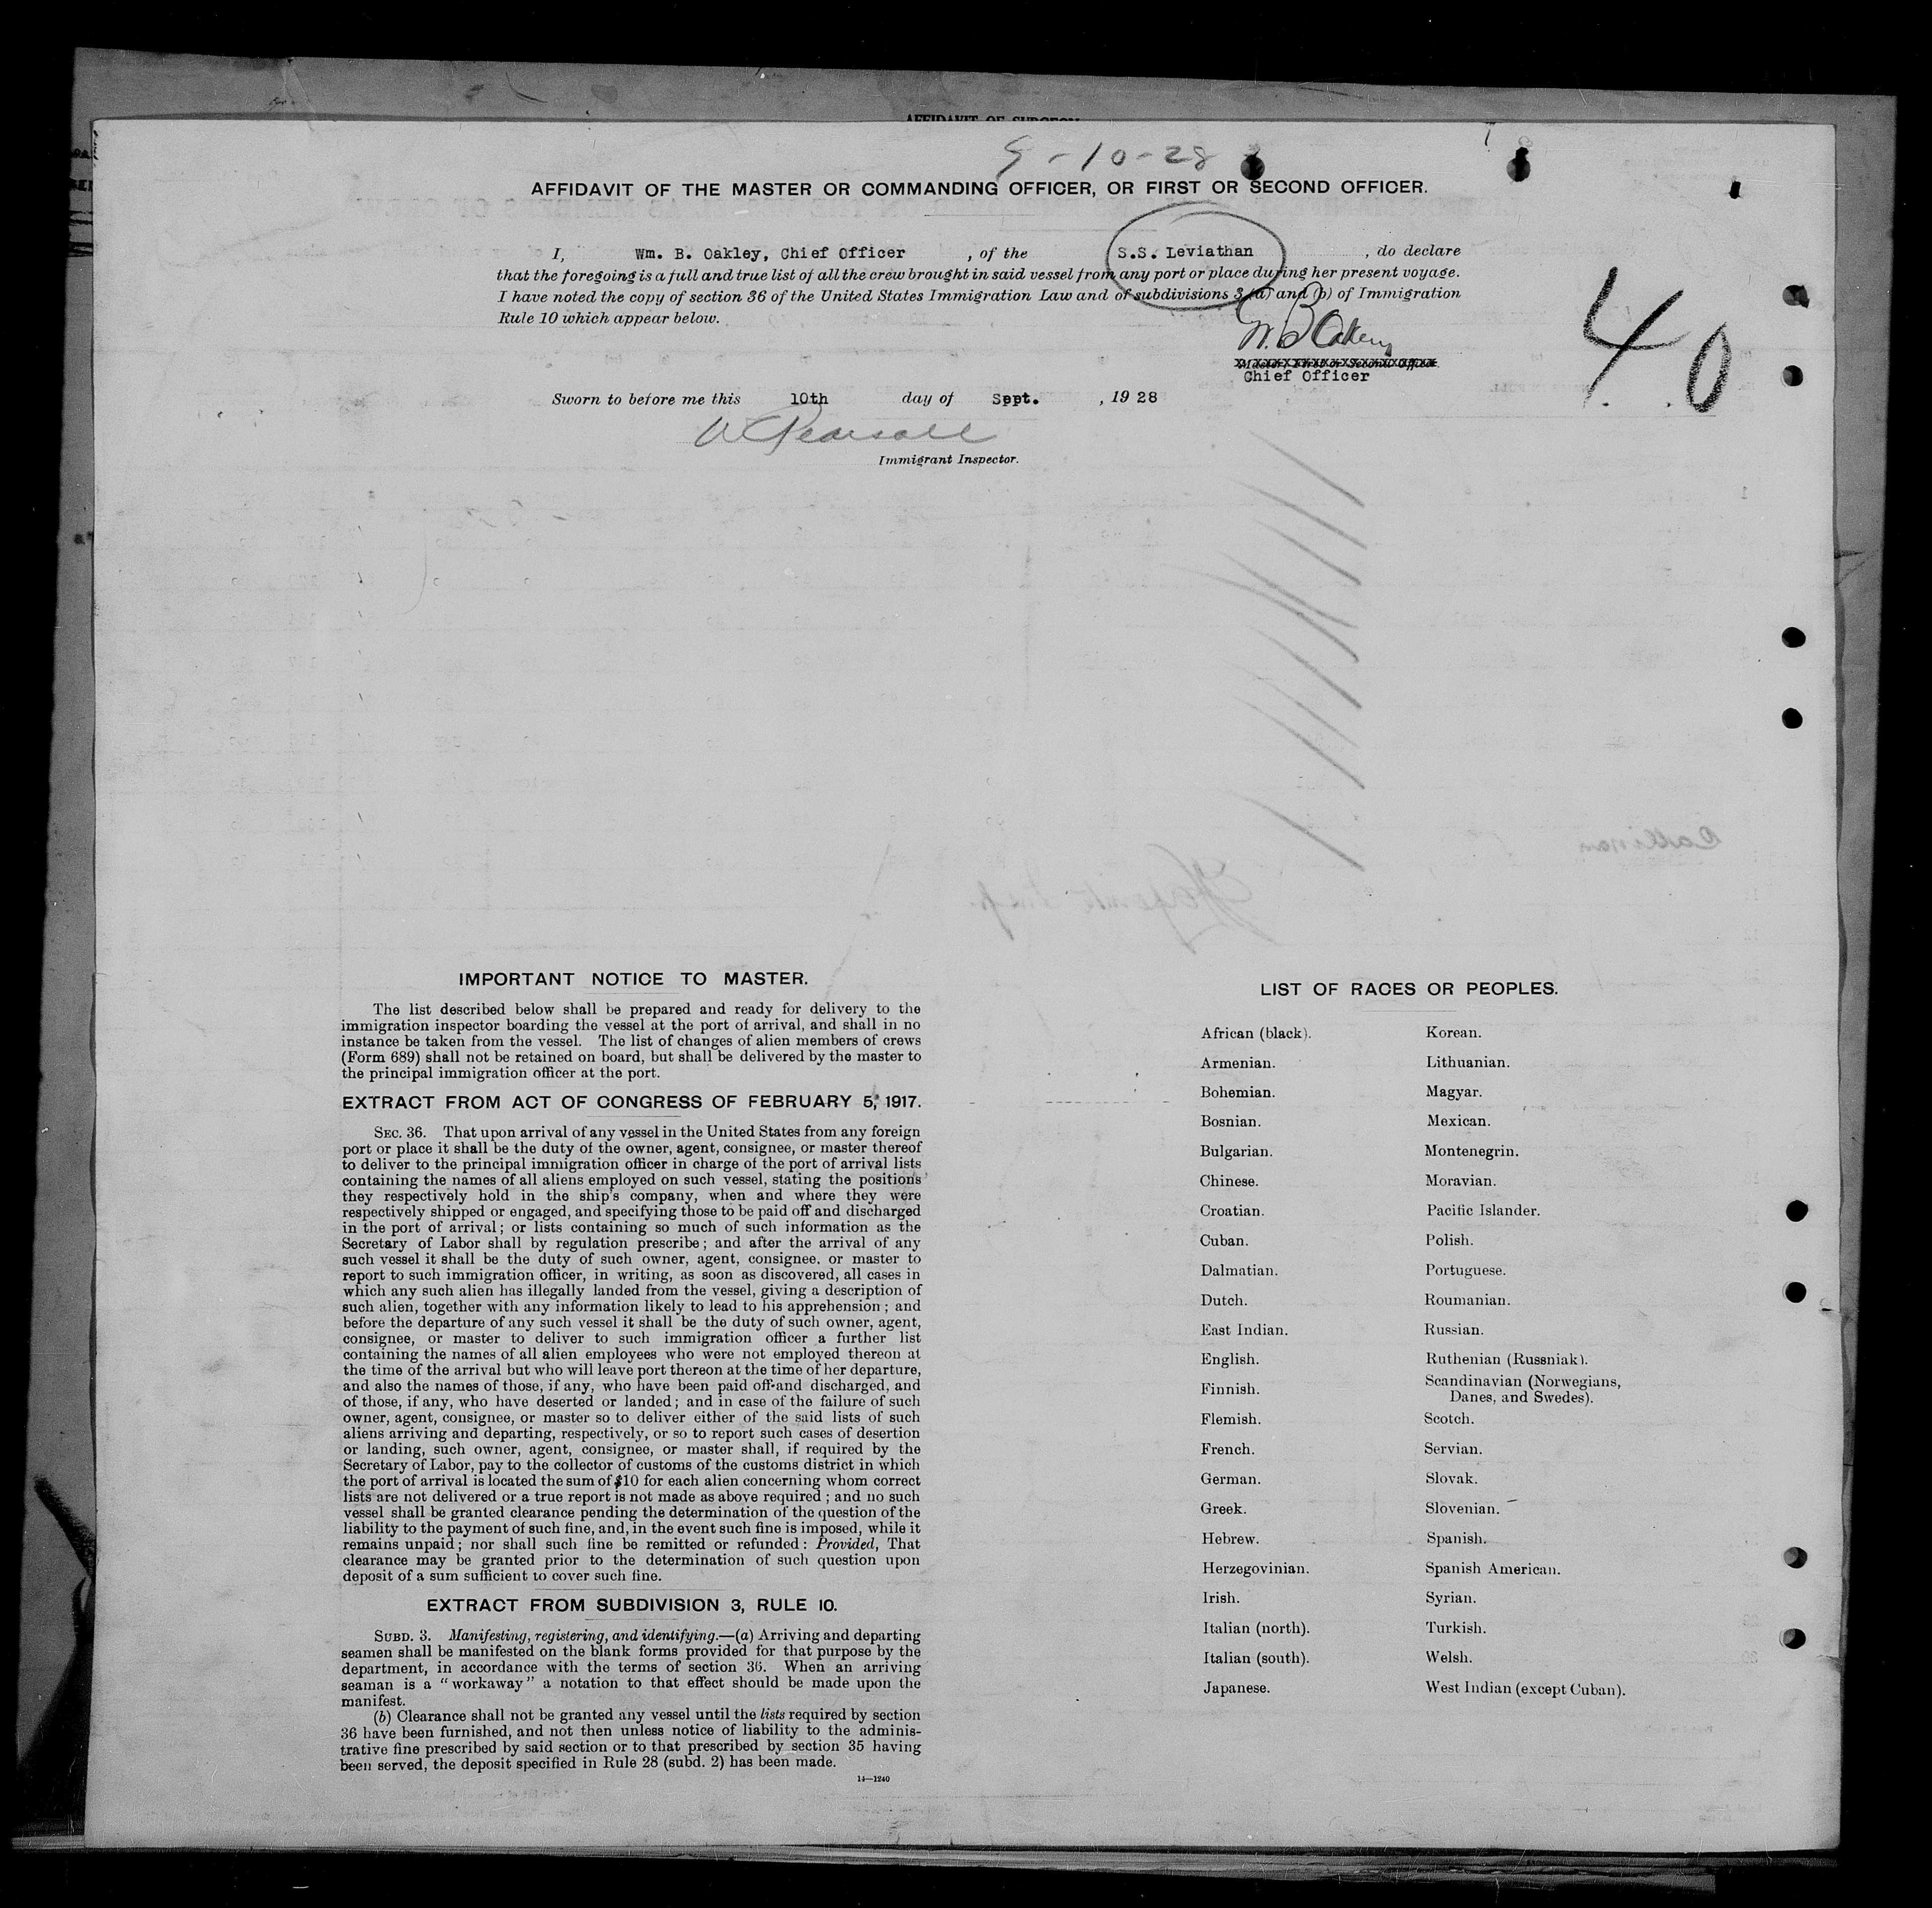 AFFIDAVIT OF SURGEON
9-10-28
AFFIDAVIT OF THE MASTER OR COMMANDING OFFICER, OR FIRST OR SECOND OFFICER.
I, Wm. B. Oakley, Chief Officer , of the S.S. Leviathan , do declare
that the foregoing is a full and true list of all the crew brought in said vessel from any port or place during her present voyage.
I have noted the copy of section 36 of the United States Immigration Law and of subdivisions 3 (a) and (b) of Immigration
Rule 10 which appear below.
W. B. Oakley
Master, First or Second Officer.
Chief Officer
40
Sworn to before me this 10th day of Sept. , 19 28
W Pearsall
Immigrant Inspector.
IMPORTANT NOTICE TO MASTER.
The list described below shall be prepared and ready for delivery to the
immigration inspector boarding the vessel at the port of arrival, and shall in no
instance be taken from the vessel. The list of changes of alien members of crews
(Form 689) shall not be retained on board, but shall be delivered by the master to
the principal immigration officer at the port.
EXTRACT FROM ACT OF CONGRESS OF FEBRUARY 5, 1917.
SEC. 36. That upon arrival of any vessel in the United States from any foreign
port or place it shall be the duty of the owner, agent, consignee, or master thereof
to deliver to the principal immigration officer in charge of the port of arrival lists
containing the names of all aliens employed on such vessel, stating the positions
they respectively hold in the ship's company, when and where they were
respectively shipped or engaged, and specifying those to be paid off and discharged
in the port of arrival; or lists containing so much of such information as the
Secretary of Labor shall by regulation prescribe; and after the arrival of any
such vessel it shall be the duty of such owner, agent, consignee, or master to
report to such immigration officer, in writing, as soon as discovered, all cases in
which any such alien has illegally landed from the vessel, giving a description of
such alien, together with any information likely to lead to his apprehension; and
before the departure of any such vessel it shall be the duty of such owner, agent,
consignee, or master to deliver to such immigration officer a further list
containing the names of all alien employees who were not employed thereon at
the time of the arrival but who will leave port thereon at the time of her departure,
and also the names of those, if any, who have been paid off and discharged, and
of those, if any, who have deserted or landed; and in case of the failure of such
owner, agent, consignee, or master so to deliver either of the said lists of such
aliens arriving and departing, respectively, or so to report such cases of desertion
or landing, such owner, agent, consignee, or master shall, if required by the
Secretary of Labor, pay to the collector of customs of the customs district in which
the port of arrival is located the sum of $10 for each alien concerning whom correct
lists are not delivered or a true report is not made as above required; and no such
vessel shall be granted clearance pending the determination of the question of the
liability to the payment of such fine, and, in the event such fine is imposed, while it
remains unpaid; nor shall such fine be remitted or refunded: Provided, That
clearance may be granted prior to the determination of such question upon
deposit of a sum sufficient to cover such fine.
EXTRACT FROM SUBDIVISION 3, RULE 10.
SUBD. 3. Manifesting, registering, and identifying.—(a) Arriving and departing
seamen shall be manifested on the blank forms provided for that purpose by the
department, in accordance with the terms of section 36. When an arriving
seaman is a "workaway" a notation to that effect should be made upon the
manifest.
(b) Clearance shall not be granted any vessel until the lists required by section
36 have been furnished, and not then unless notice of liability to the adminis-
trative fine prescribed by said section or to that prescribed by section 35 having
been served, the deposit specified in Rule 28 (subd. 2) has been made.
14—1240
LIST OF RACES OR PEOPLES.
African (black).
Armenian.
Bohemian.
Bosnian.
Bulgarian.
Chinese.
Croatian.
Cuban.
Dalmatian.
Dutch.
East Indian.
English.
Finnish.
Flemish.
French.
German.
Greek.
Hebrew.
Herzegovinian.
Irish.
Italian (north).
Italian (south).
Japanese.
Korean.
Lithuanian.
Magyar.
Mexican.
Montenegrin.
Moravian.
Pacific Islander.
Polish.
Portuguese.
Roumanian.
Russian.
Ruthenian (Russniak).
Scandinavian (Norwegians,
Danes, and Swedes).
Scotch.
Servian.
Slovak.
Slovenian.
Spanish.
Spanish American.
Syrian.
Turkish.
Welsh.
West Indian (except Cuban).